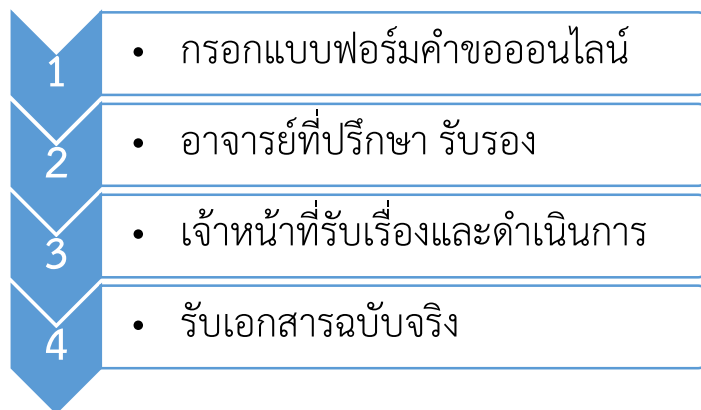 1 • กรอกแบบฟอร์มคำขอออนไลน์
2 • อาจารย์ที่ปรึกษา รับรอง
3 • เจ้าหน้าที่รับเรื่องและดำเนินการ
4 • รับเอกสารฉบับจริง